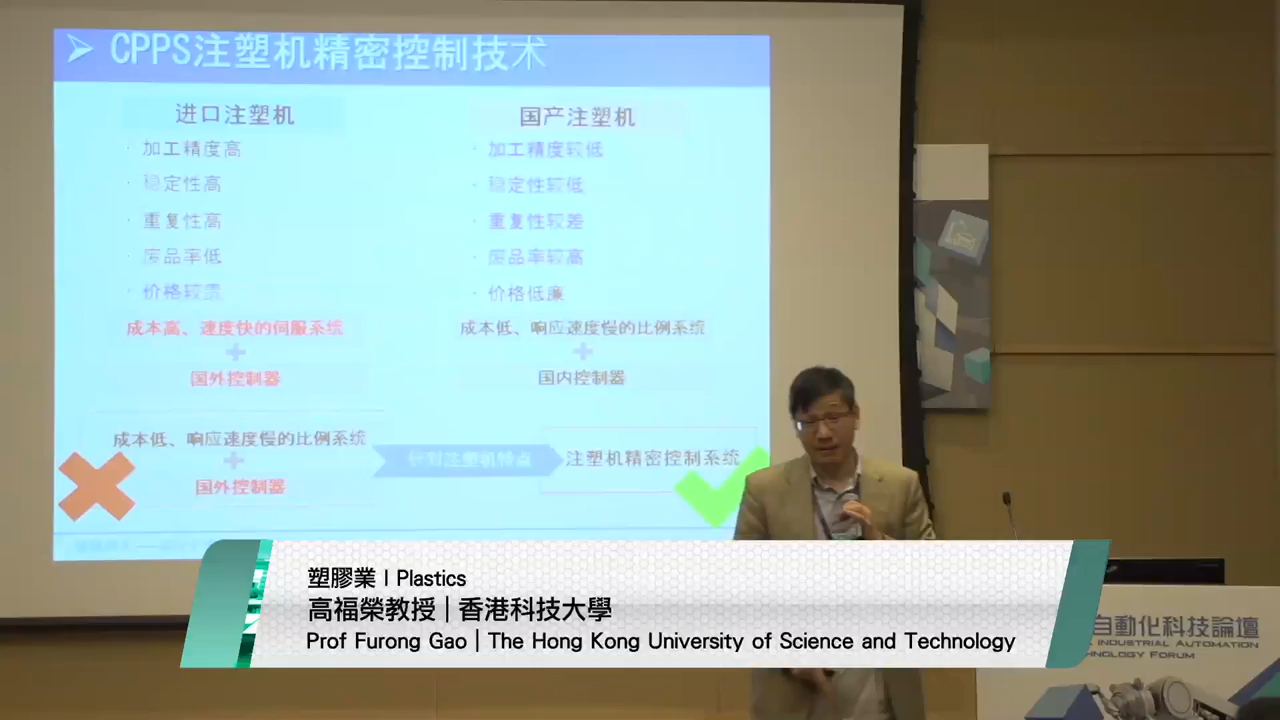 ➢ CPPS注塑机精密控制技术
进口注塑机
· 加工精度高
· 稳定性高
· 重复性高
· 废品率低
· 价格较贵
成本高、速度快的伺服系统
+
国外控制器
国产注塑机
· 加工精度较低
· 稳定性较低
· 重复性较差
· 废品率较高
· 价格低廉
成本低、响应速度慢的比例系统
+
国内控制器
成本低、响应速度慢的比例系统
+
国外控制器
针对注塑机特点
注塑机精密控制系统
塑膠業 | Plastics
高福榮教授 | 香港科技大學
Prof Furong Gao | The Hong Kong University of Science and Technology
自動化科技論壇
INDUSTRIAL AUTOMATION
FORUM